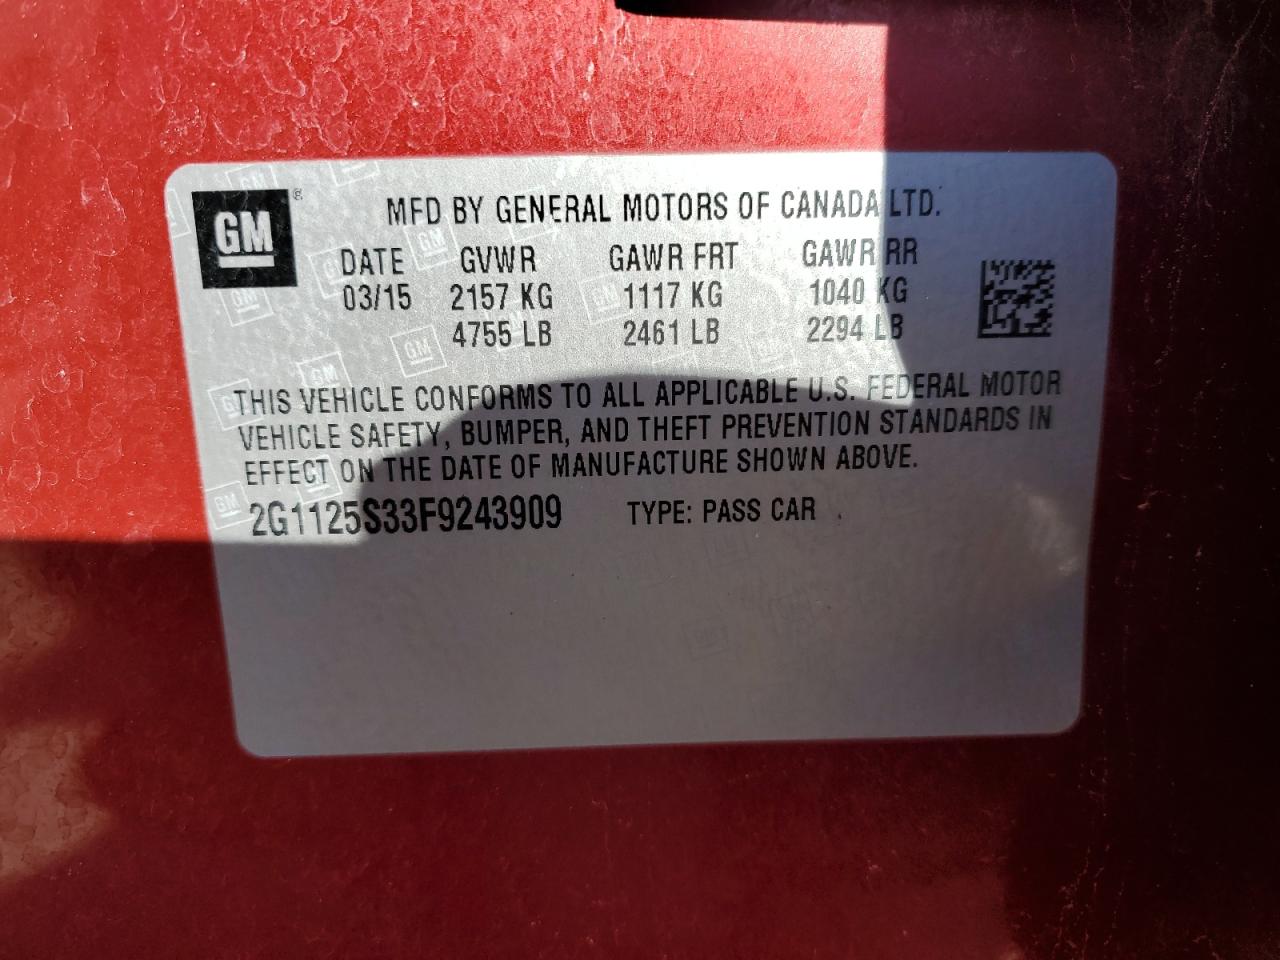 GM
MFD BY GENERAL MOTORS OF CANADA LTD.
DATE GVWR GAWR FRT GAWR RR
03/15 2157 KG 1117 KG 1040 KG
4755 LB 2461 LB 2294 LB
THIS VEHICLE CONFORMS TO ALL APPLICABLE U.S. FEDERAL MOTOR
VEHICLE SAFETY, BUMPER, AND THEFT PREVENTION STANDARDS IN
EFFECT ON THE DATE OF MANUFACTURE SHOWN ABOVE.
2G1125S33F9243909 TYPE: PASS CAR